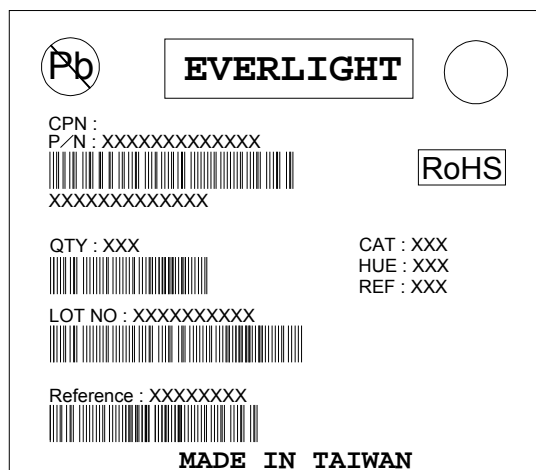 Pb
EVERLIGHT
CPN :
P/N : XXXXXXXXXXXXX
RoHS
XXXXXXXXXXXXX
QTY : XXX
CAT : XXX
HUE : XXX
REF : XXX
LOT NO : XXXXXXXXXX
Reference : XXXXXXXX
MADE IN TAIWAN